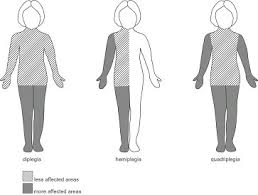 diplegia
hemiplegia
quadriplegia
less affected areas
more affected areas